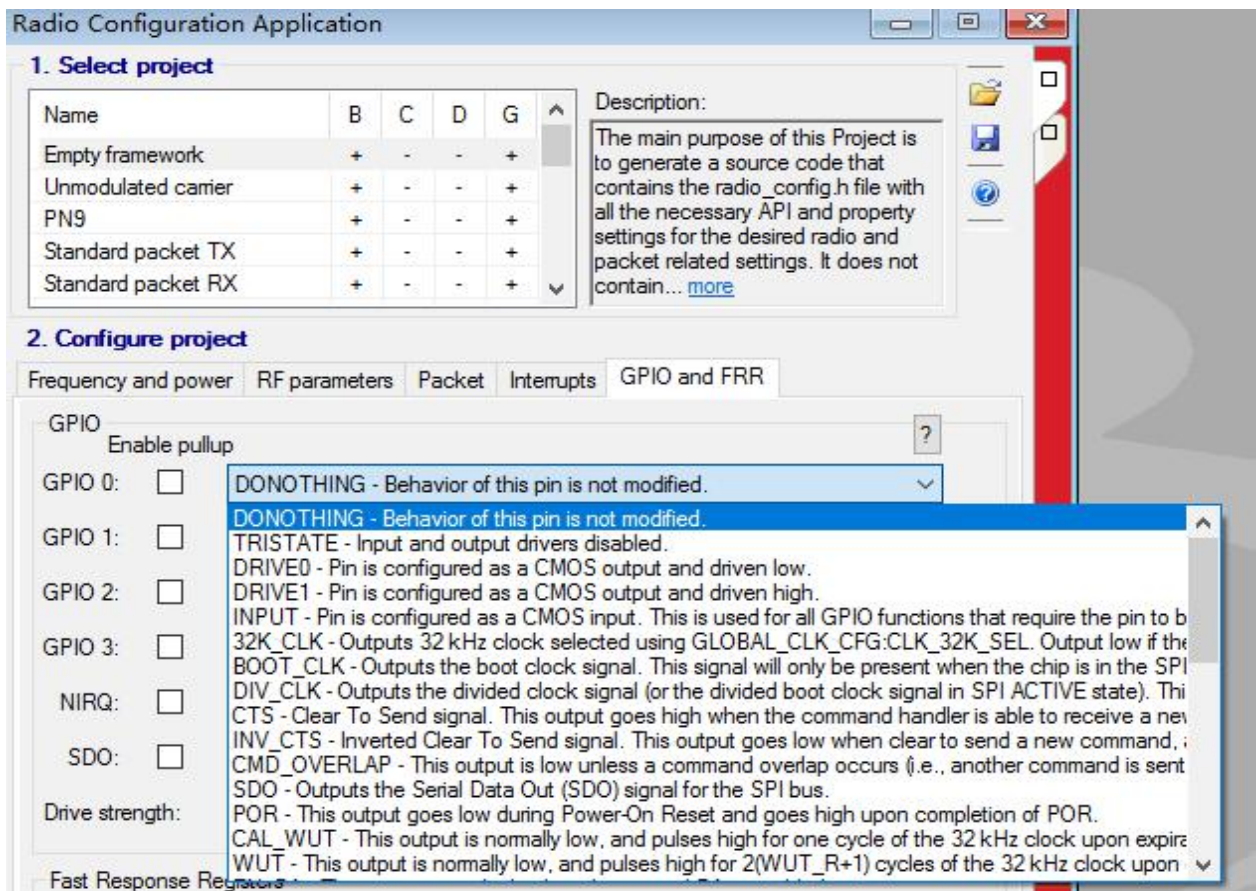 Radio Configuration Application
1. Select project
Name B C D G
Empty framework + - - +
Unmodulated carrier + - - +
PN9 + - - +
Standard packet TX + - - +
Standard packet RX + - - +
Description:
The main purpose of this Project is
to generate a source code that
contains the radio_config.h file with
all the necessary API and property
settings for the desired radio and
packet related settings. It does not
contain... more
2. Configure project
Frequency and power RF parameters Packet Interrupts GPIO and FRR
GPIO
Enable pullup
?
GPIO 0: DONOTHING - Behavior of this pin is not modified.
DONOTHING - Behavior of this pin is not modified.
GPIO 1:
TRISTATE - Input and output drivers disabled.
DRIVE0 - Pin is configured as a CMOS output and driven low.
GPIO 2:
DRIVE1 - Pin is configured as a CMOS output and driven high.
INPUT - Pin is configured as a CMOS input. This is used for all GPIO functions that require the pin to b
GPIO 3:
32K_CLK - Outputs 32 kHz clock selected using GLOBAL_CLK_CFG:CLK_32K_SEL. Output low if the
BOOT_CLK - Outputs the boot clock signal. This signal will only be present when the chip is in the SPI
NIRQ:
DIV_CLK - Outputs the divided clock signal (or the divided boot clock signal in SPI ACTIVE state). Thi
CTS - Clear To Send signal. This output goes high when the command handler is able to receive a new
INV_CTS - Inverted Clear To Send signal. This output goes low when clear to send a new command,
SDO:
CMD_OVERLAP - This output is low unless a command overlap occurs (i.e., another command is sent
SDO - Outputs the Serial Data Out (SDO) signal for the SPI bus.
Drive strength:
POR - This output goes low during Power-On Reset and goes high upon completion of POR.
CAL_WUT - This output is normally low, and pulses high for one cycle of the 32 kHz clock upon expira
WUT - This output is normally low, and pulses high for 2(WUT_R+1) cycles of the 32 kHz clock upon
Fast Response Registers